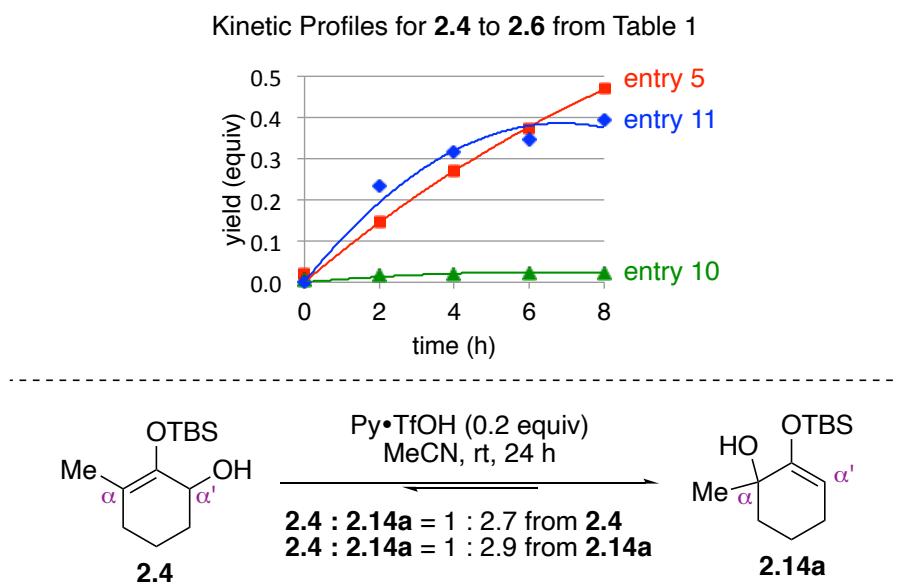 Kinetic Profiles for 2.4 to 2.6 from Table 1
yield (equiv)
0.5
0.4
0.3
0.2
0.1
0.0
0
2
4
6
8
time (h)
entry 5
entry 11
entry 10
OTBS
Me
OH
α
α'
2.4
Py•TfOH (0.2 equiv)
MeCN, rt, 24 h
2.4 : 2.14a = 1 : 2.7 from 2.4
2.4 : 2.14a = 1 : 2.9 from 2.14a
OTBS
HO
α'
Me
α
2.14a